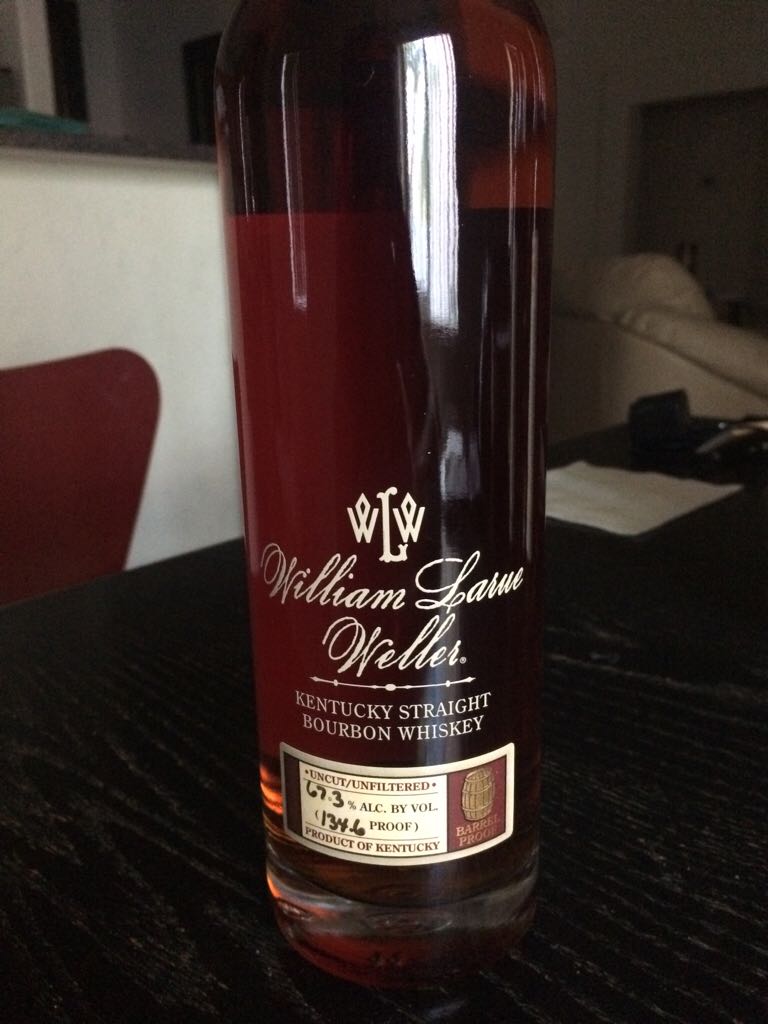 WLW
William Larue
Weller®
KENTUCKY STRAIGHT
BOURBON WHISKEY
•UNCUT/UNFILTERED•
67.3 % ALC. BY VOL.
(134.6 PROOF)
PRODUCT OF KENTUCKY
BARREL
PROOF